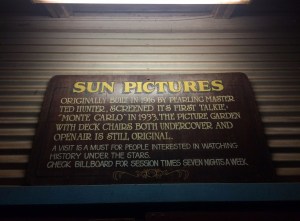 SUN PICTURES
ORIGINALLY BUILT IN 1916 BY PEARLING MASTER
TED HUNTER, SCREENED ITS FIRST TALKIE,
"MONTE CARLO" IN 1933. THE PICTURE GARDEN
WITH DECK CHAIRS BOTH UNDERCOVER AND
OPENAIR IS STILL ORIGINAL.
A VISIT IS A MUST FOR PEOPLE INTERESTED IN WATCHING
HISTORY UNDER THE STARS.
CHECK BILLBOARD FOR SESSION TIMES SEVEN NIGHTS A WEEK.